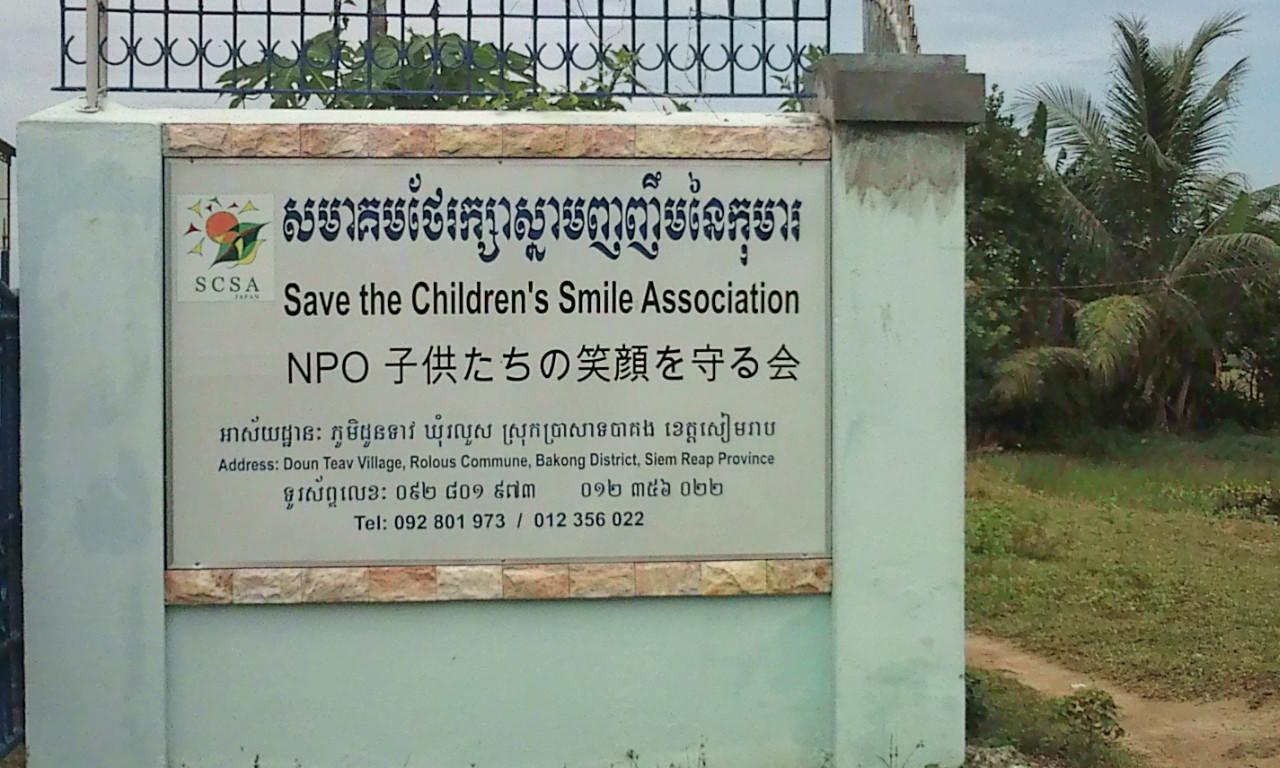 សមាគមថែរក្សាស្នាមញញឹមនៃកុមារ
SCSA
JAPAN
Save the Children's Smile Association
NPO 子供たちの笑顔を守る会
អាស័យដ្ឋានៈ ភូមិដូនទាវ ឃុំរលួស ស្រុកប្រាសាទបាគង ខេត្តសៀមរាប
Address: Doun Teav Village, Rolous Commune, Bakong District, Siem Reap Province
ទូរស័ព្ទលេខៈ ០៩២ ៨០១ ៩៧៣ ០១២ ៣៥៦ ០២២
Tel: 092 801 973 / 012 356 022